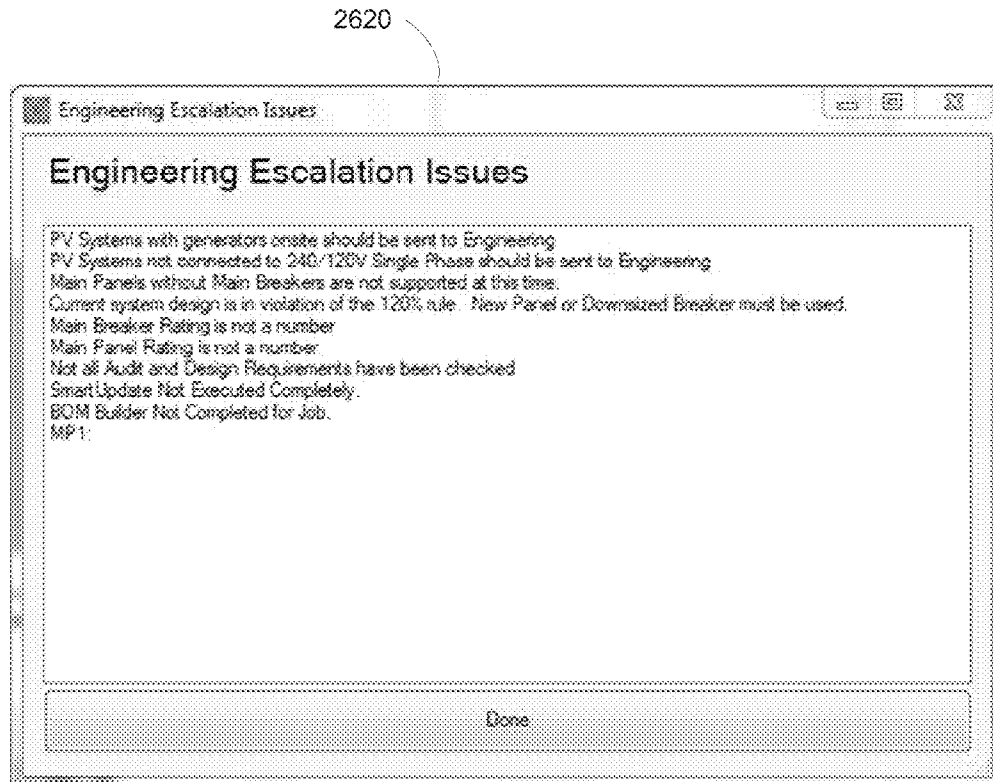 2620
Engineering Escalation Issues
Engineering Escalation Issues
PV Systems with generators onsite should be sent to Engineering
PV Systems not connected to 240/120V Single Phase should be sent to Engineering
Main Panels without Main Breakers are not supported at this time.
Current system design is in violation of the 120% rule. New Panel or Downsized Breaker must be used.
Main Breaker Rating is not a number
Main Panel Rating is not a number
Not all Audit and Design Requirements have been checked
SmartUpdate Not Executed Completely.
BOM Builder Not Completed for Job.
MP1:
Done